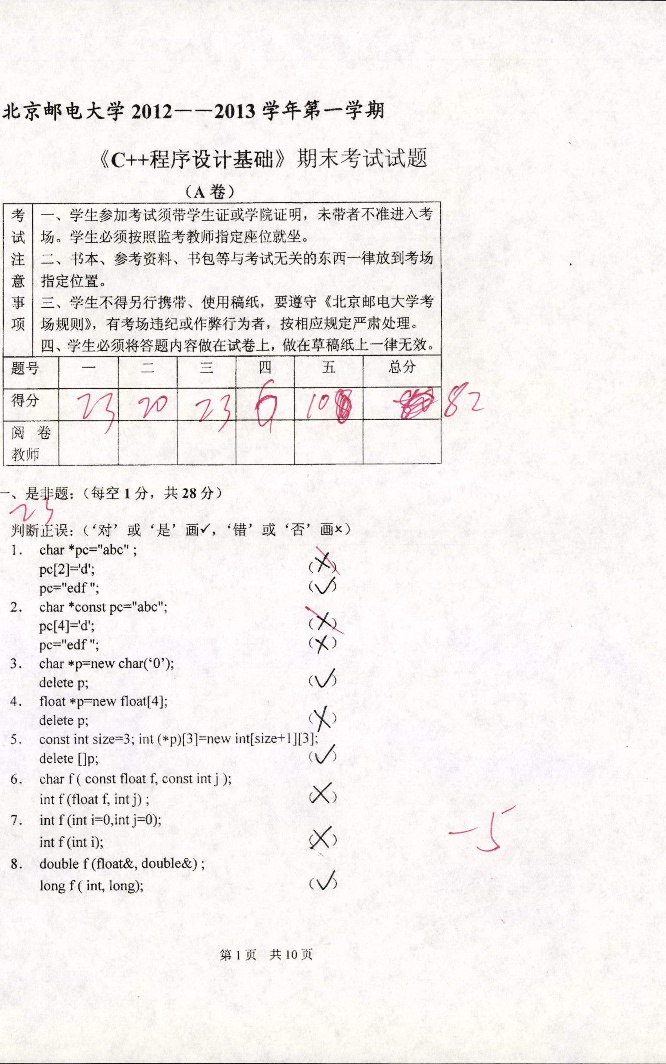 北京邮电大学 2012——2013 学年第一学期
《C++程序设计基础》期末考试试题
（A 卷）
考试注意事项
一、学生参加考试须带学生证或学院证明，未带者不准进入考
场。学生必须按照监考教师指定座位就坐。
二、书本、参考资料、书包等与考试无关的东西一律放到考场
指定位置。
三、学生不得另行携带、使用稿纸，要遵守《北京邮电大学考
场规则》，有考场违纪或作弊行为者，按相应规定严肃处理。
四、学生必须将答题内容做在试卷上，做在草稿纸上一律无效。
题号 一 二 三 四 五 总分
得分 23 20 23 6 10 82
阅 卷
教师
一、是非题：（每空 1 分，共 28 分）
23
判断正误：（‘对’或‘是’画✓，‘错’或‘否’画×）
1. char *pc="abc" ;
pc[2]='d'; (×)
pc="edf "; (✓)
2. char *const pc="abc";
pc[4]='d'; (×)
pc="edf "; (×)
3. char *p=new char(‘0’);
delete p; (✓)
4. float *p=new float[4];
delete p; (×)
5. const int size=3; int (*p)[3]=new int[size+1][3];
delete []p; (✓)
6. char f ( const float f, const int j );
int f (float f, int j) ; (×)
7. int f (int i=0,int j=0);
int f (int i); (×)
-5
8. double f (float&, double&) ;
long f ( int, long); (✓)
第 1 页 共 10 页